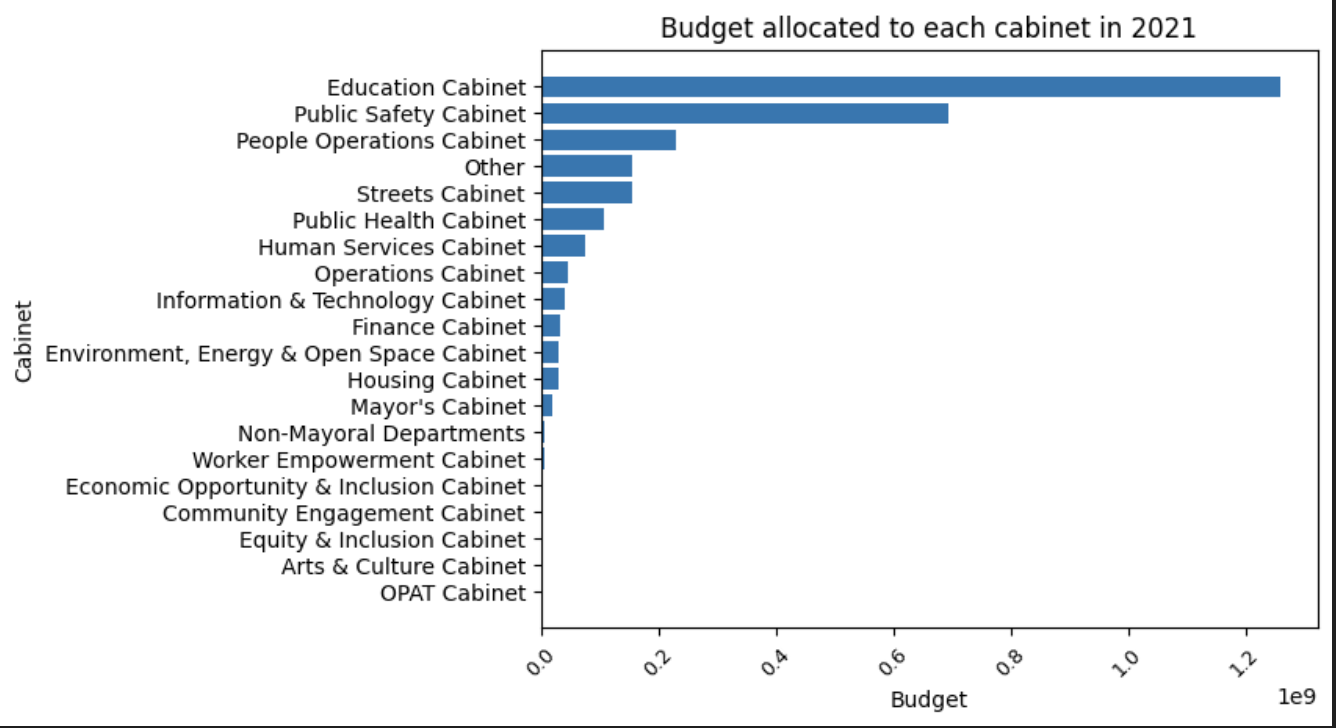 Budget allocated to each cabinet in 2021
Cabinet
Education Cabinet
Public Safety Cabinet
People Operations Cabinet
Other
Streets Cabinet
Public Health Cabinet
Human Services Cabinet
Operations Cabinet
Information & Technology Cabinet
Finance Cabinet
Environment, Energy & Open Space Cabinet
Housing Cabinet
Mayor's Cabinet
Non-Mayoral Departments
Worker Empowerment Cabinet
Economic Opportunity & Inclusion Cabinet
Community Engagement Cabinet
Equity & Inclusion Cabinet
Arts & Culture Cabinet
OPAT Cabinet
0.0 0.2 0.4 0.6 0.8 1.0 1.2
Budget
1e9